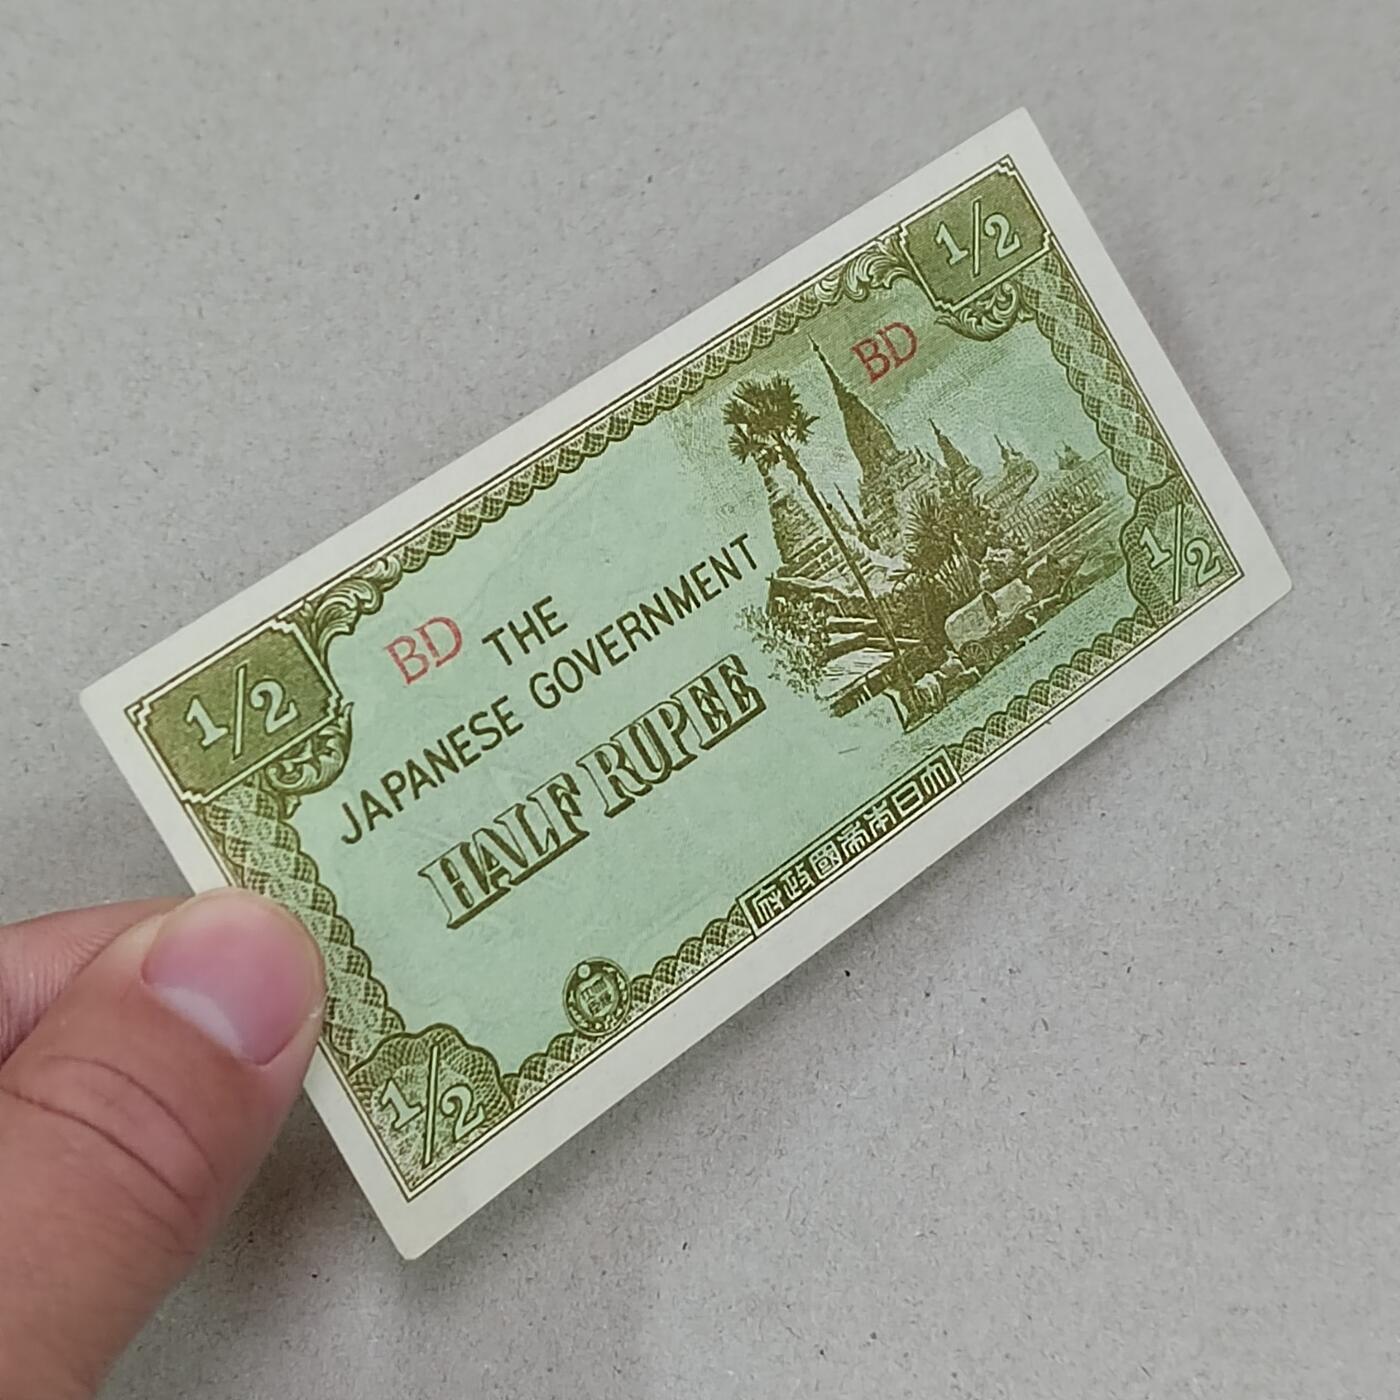 1/2
1/2
BD
BD THE
JAPANESE GOVERNMENT
HALF RUPEE
1/2
府政國帝本日大
1/2